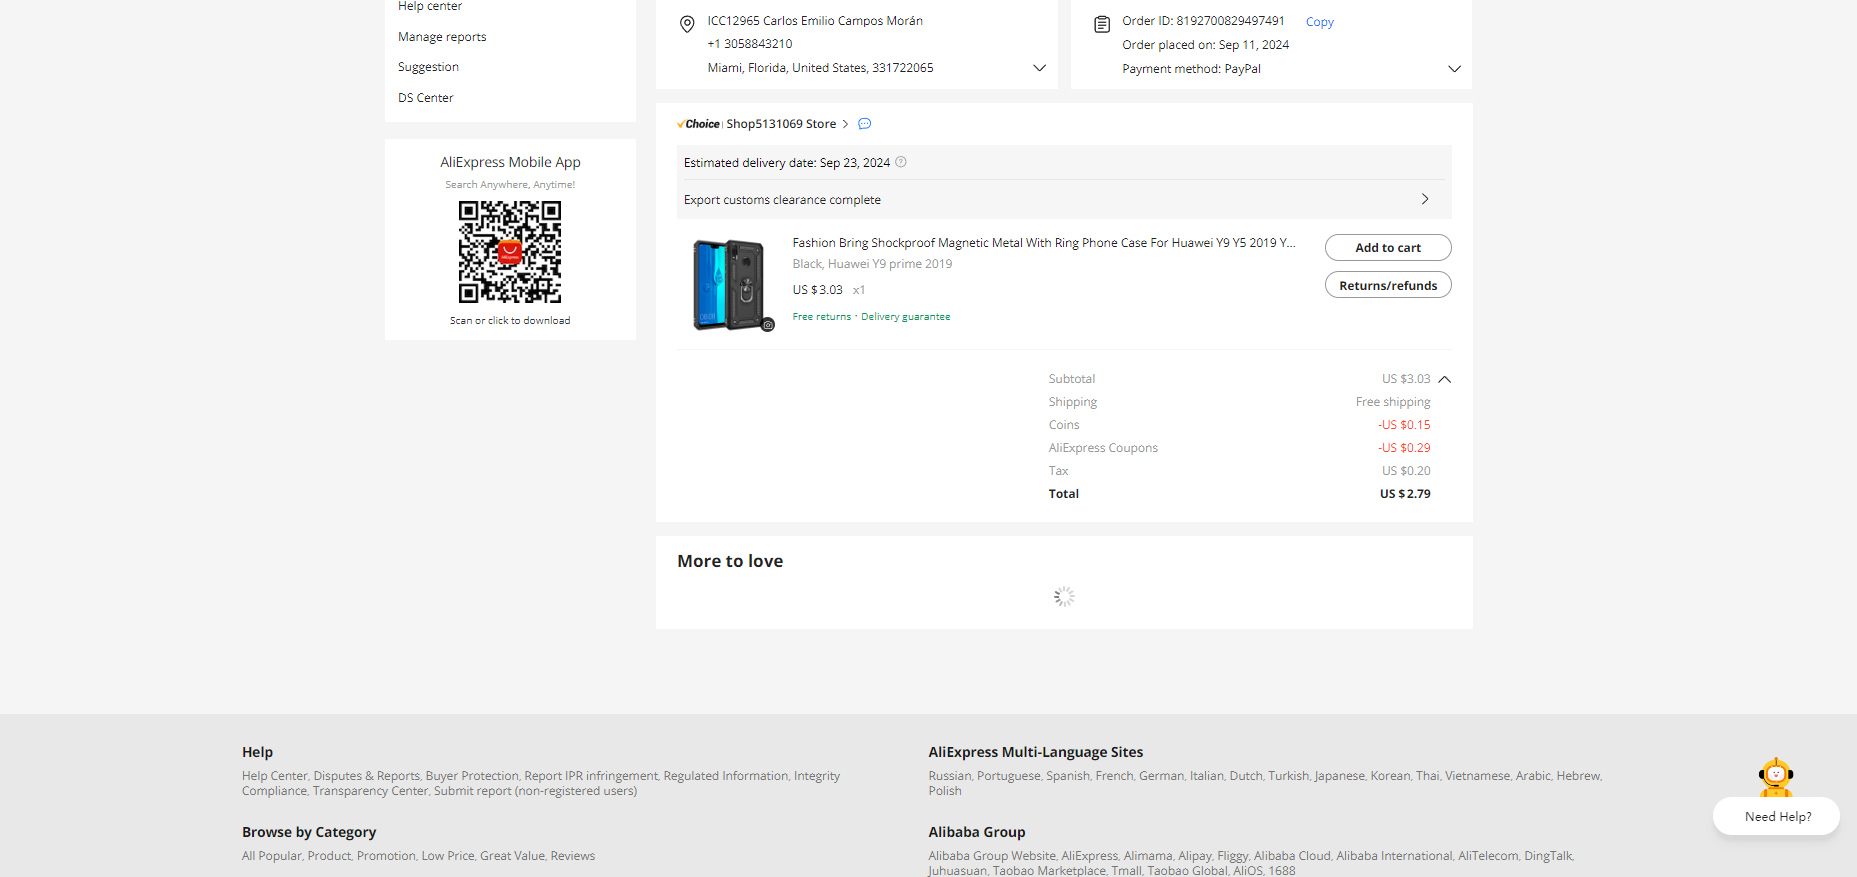 Help center
Manage reports
Suggestion
DS Center
AliExpress Mobile App
Search Anywhere, Anytime!
AliExpress
Scan or click to download
ICC12965 Carlos Emilio Campos Morán
+1 3058843210
Miami, Florida, United States, 331722065
Order ID: 8192700829497491 Copy
Order placed on: Sep 11, 2024
Payment method: PayPal
Choice | Shop5131069 Store
Estimated delivery date: Sep 23, 2024
Export customs clearance complete
Fashion Bring Shockproof Magnetic Metal With Ring Phone Case For Huawei Y9 Y5 2019 Y...
Black, Huawei Y9 prime 2019
US $3.03 x1
Free returns · Delivery guarantee
Add to cart
Returns/refunds
Subtotal US $3.03
Shipping Free shipping
Coins -US $0.15
AliExpress Coupons -US $0.29
Tax US $0.20
Total US $2.79
More to love
Help
Help Center, Disputes & Reports, Buyer Protection, Report IPR infringement, Regulated Information, Integrity
Compliance, Transparency Center, Submit report (non-registered users)
Browse by Category
All Popular, Product, Promotion, Low Price, Great Value, Reviews
AliExpress Multi-Language Sites
Russian, Portuguese, Spanish, French, German, Italian, Dutch, Turkish, Japanese, Korean, Thai, Vietnamese, Arabic, Hebrew,
Polish
Alibaba Group
Alibaba Group Website, AliExpress, Alimama, Alipay, Fliggy, Alibaba Cloud, Alibaba International, AliTelecom, DingTalk,
Juhuasuan, Taobao Marketplace, Tmall, Taobao Global, AliOS, 1688
Need Help?